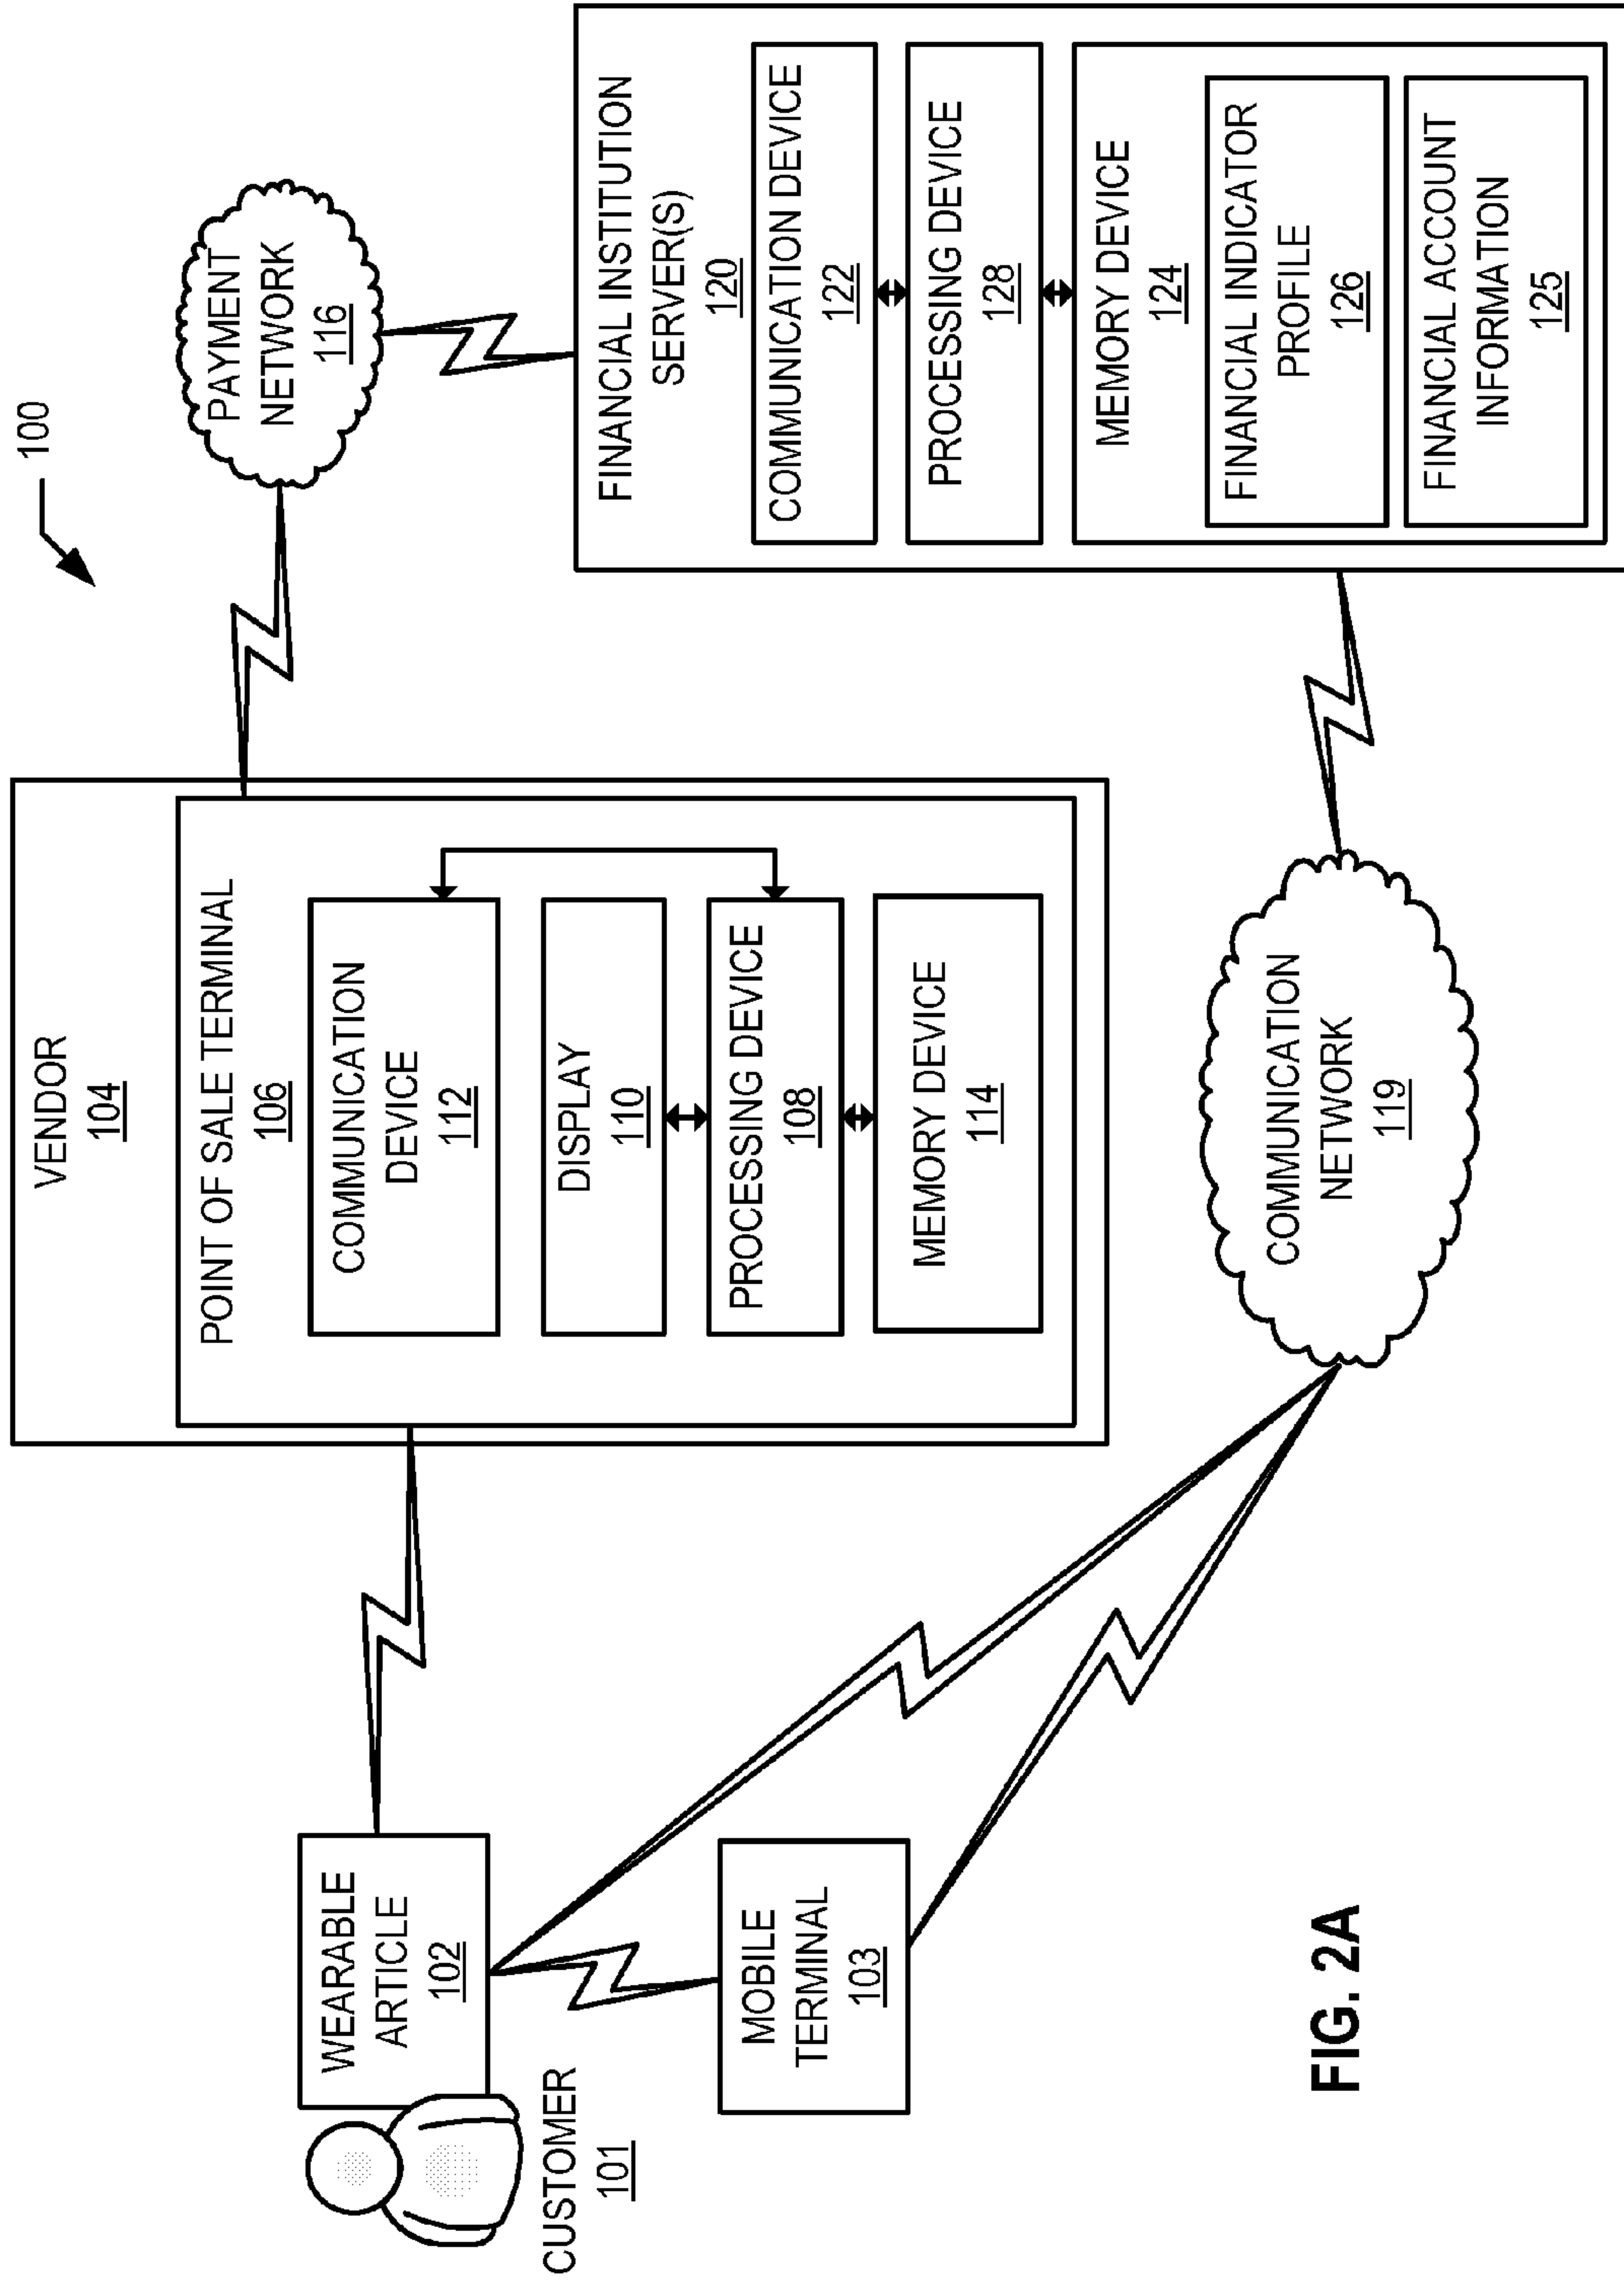 100
VENDOR
104
POINT OF SALE TERMINAL
106
COMMUNICATION
DEVICE
112
DISPLAY
110
PROCESSING DEVICE
108
MEMORY DEVICE
114
PAYMENT
NETWORK
116
WEARABLE
ARTICLE
102
CUSTOMER
101
MOBILE
TERMINAL
103
COMMUNICATION
NETWORK
119
FINANCIAL INSTITUTION
SERVER(S)
120
COMMUNICATION DEVICE
122
PROCESSING DEVICE
128
MEMORY DEVICE
124
FINANCIAL INDICATOR
PROFILE
126
FINANCIAL ACCOUNT
INFORMATION
125
FIG. 2A